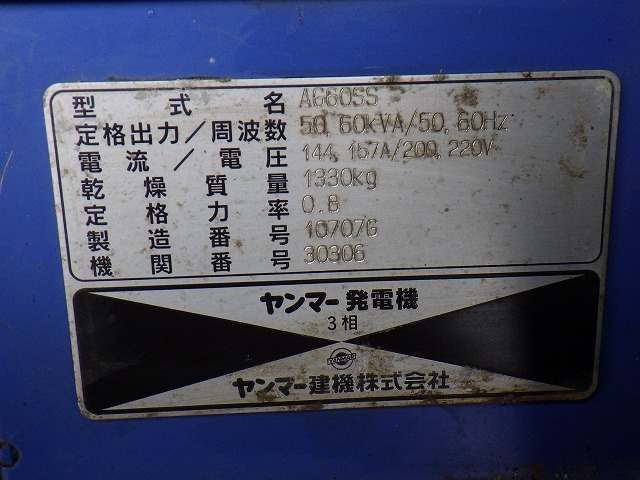 型式名 AG60SS
定格出力/周波数 50,60kVA/50,60Hz
電流/電圧 144,157A/200,220V
乾燥質量 1330kg
定格力率 0.8
製造番号 10707G
機関番号 30306
ヤンマー発電機
3相
YANMAR
ヤンマー建機株式会社